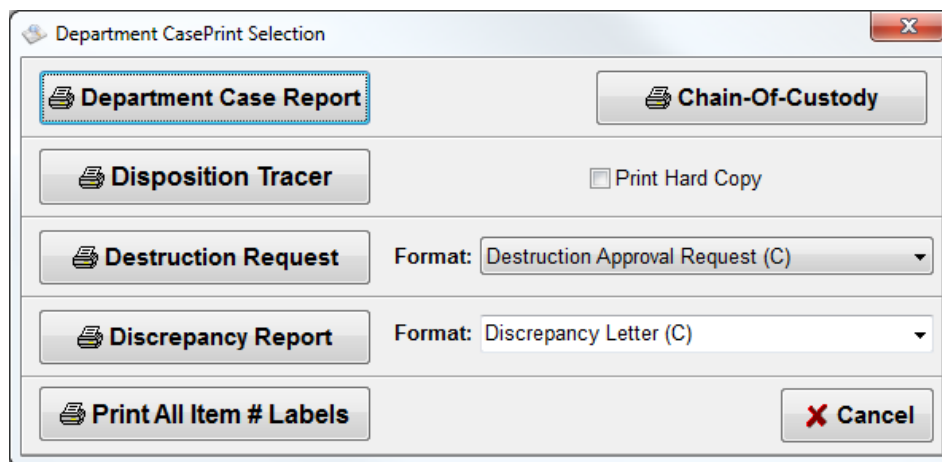 Department CasePrint Selection
Department Case Report
Chain-Of-Custody
Disposition Tracer
Print Hard Copy
Destruction Request
Format: Destruction Approval Request (C)
Discrepancy Report
Format: Discrepancy Letter (C)
Print All Item # Labels
Cancel